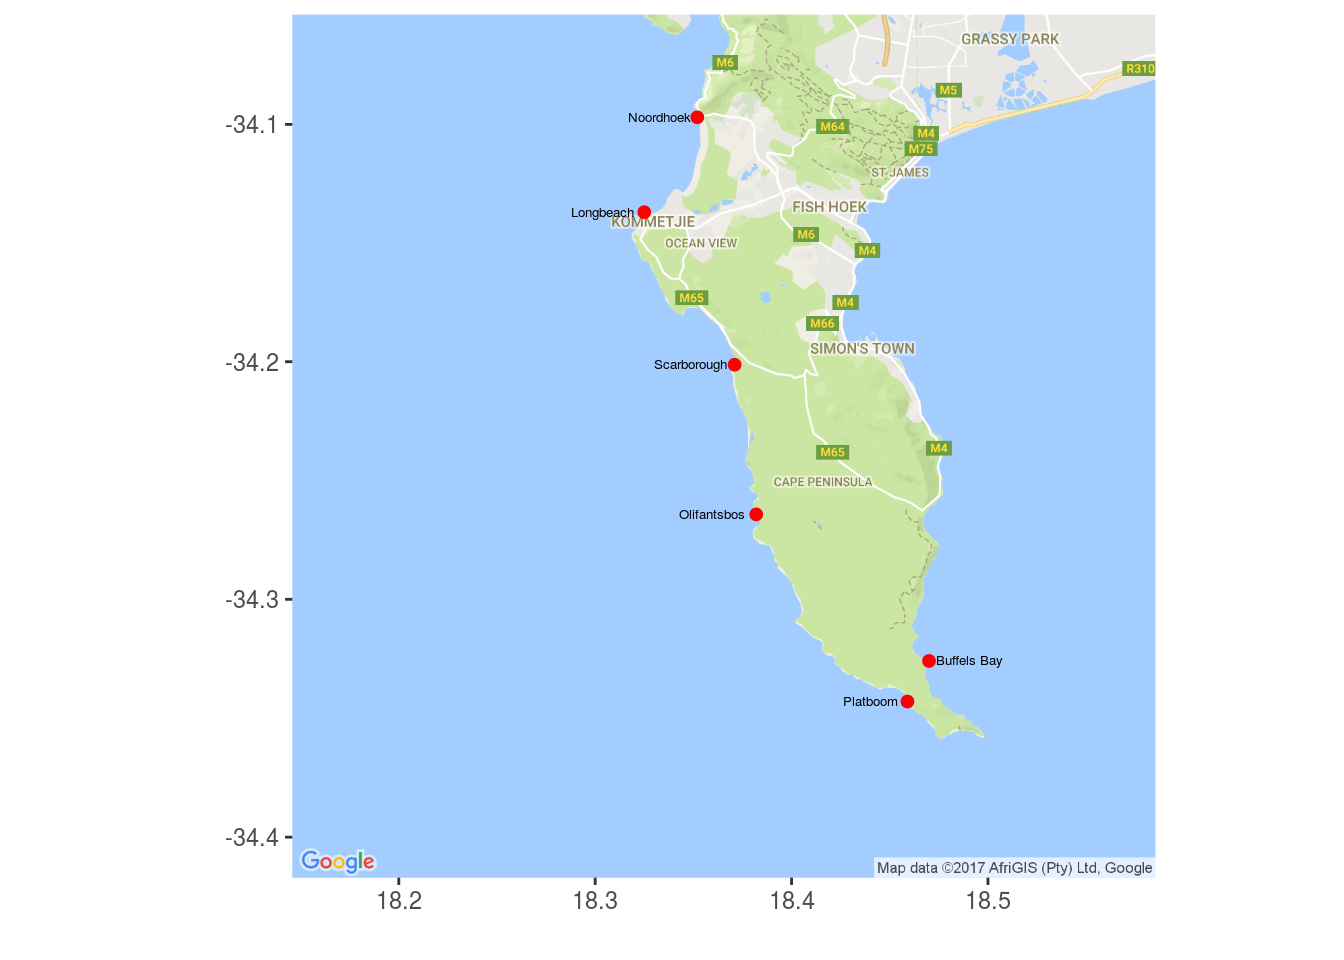 GRASSY PARK
M6
R310
M5
-34.1
Noordhoek
M64
M4
M75
ST JAMES
Longbeach
KOMMETJIE
FISH HOEK
OCEAN VIEW
M6
M4
M65
M4
M66
SIMON'S TOWN
-34.2
Scarborough
M65
M4
CAPE PENINSULA
Olifantsbos
-34.3
Buffels Bay
Platboom
-34.4
Google
Map data ©2017 AfriGIS (Pty) Ltd, Google
18.2
18.3
18.4
18.5